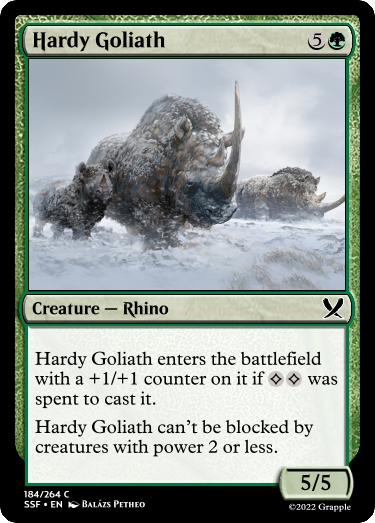 Hardy Goliath 5
Creature — Rhino
Hardy Goliath enters the battlefield
with a +1/+1 counter on it if was
spent to cast it.
Hardy Goliath can't be blocked by
creatures with power 2 or less.
5/5
184/264 C
SSF • EN Balázs Petheo
©2022 Grapple